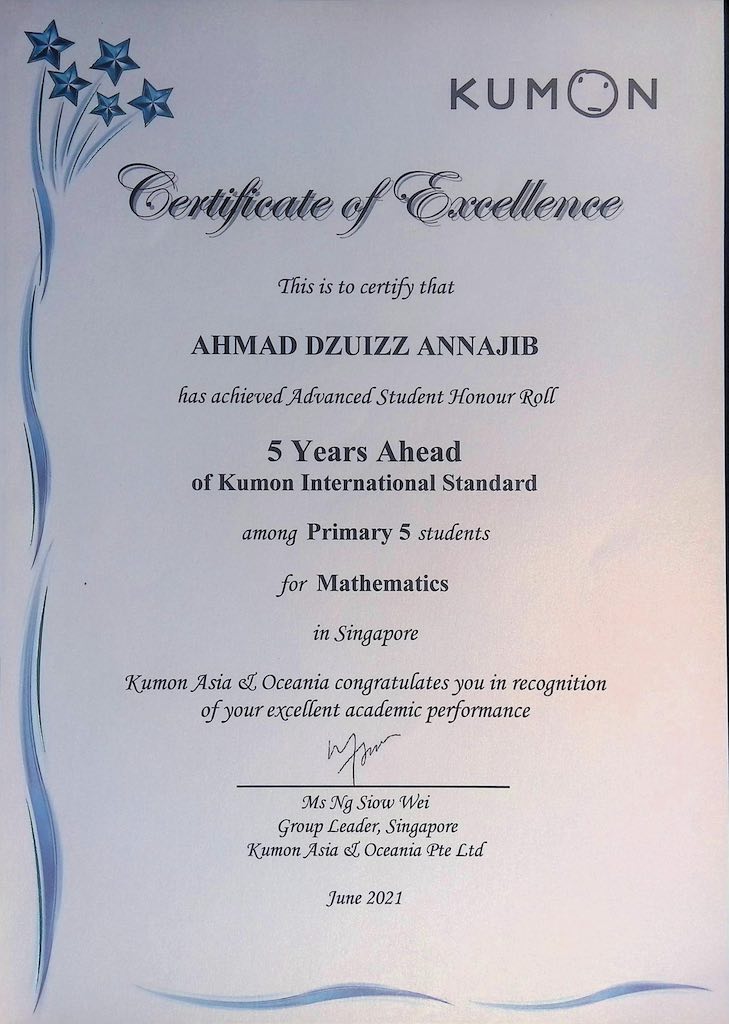 KUMON
Certificate of Excellence
This is to certify that
AHMAD DZUIZZ ANNAJIB
has achieved Advanced Student Honour Roll
5 Years Ahead
of Kumon International Standard
among Primary 5 students
for Mathematics
in Singapore
Kumon Asia & Oceania congratulates you in recognition
of your excellent academic performance
Ms Ng Siow Wei
Group Leader, Singapore
Kumon Asia & Oceania Pte Ltd
June 2021